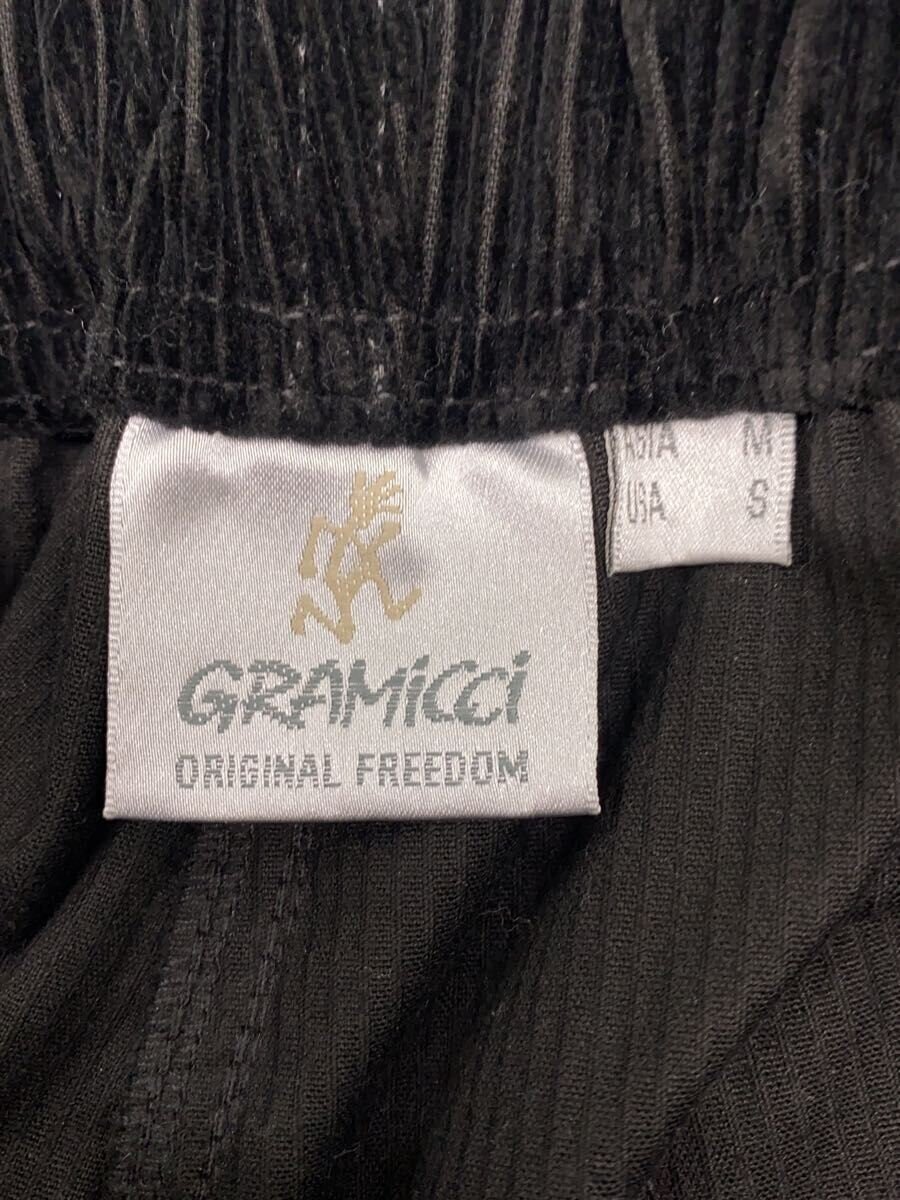 GRAMiCCi
ORIGINAL FREEDOM
ASIA M
USA S